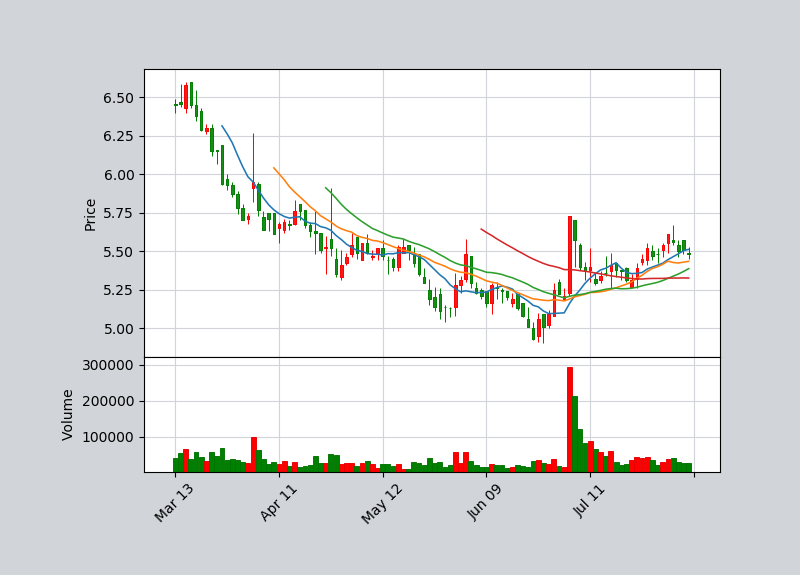 6.50
6.25
6.00
5.75
5.50
5.25
5.00
Price
300000
200000
100000
Volume
Mar 13
Apr 11
May 12
Jun 09
Jul 11